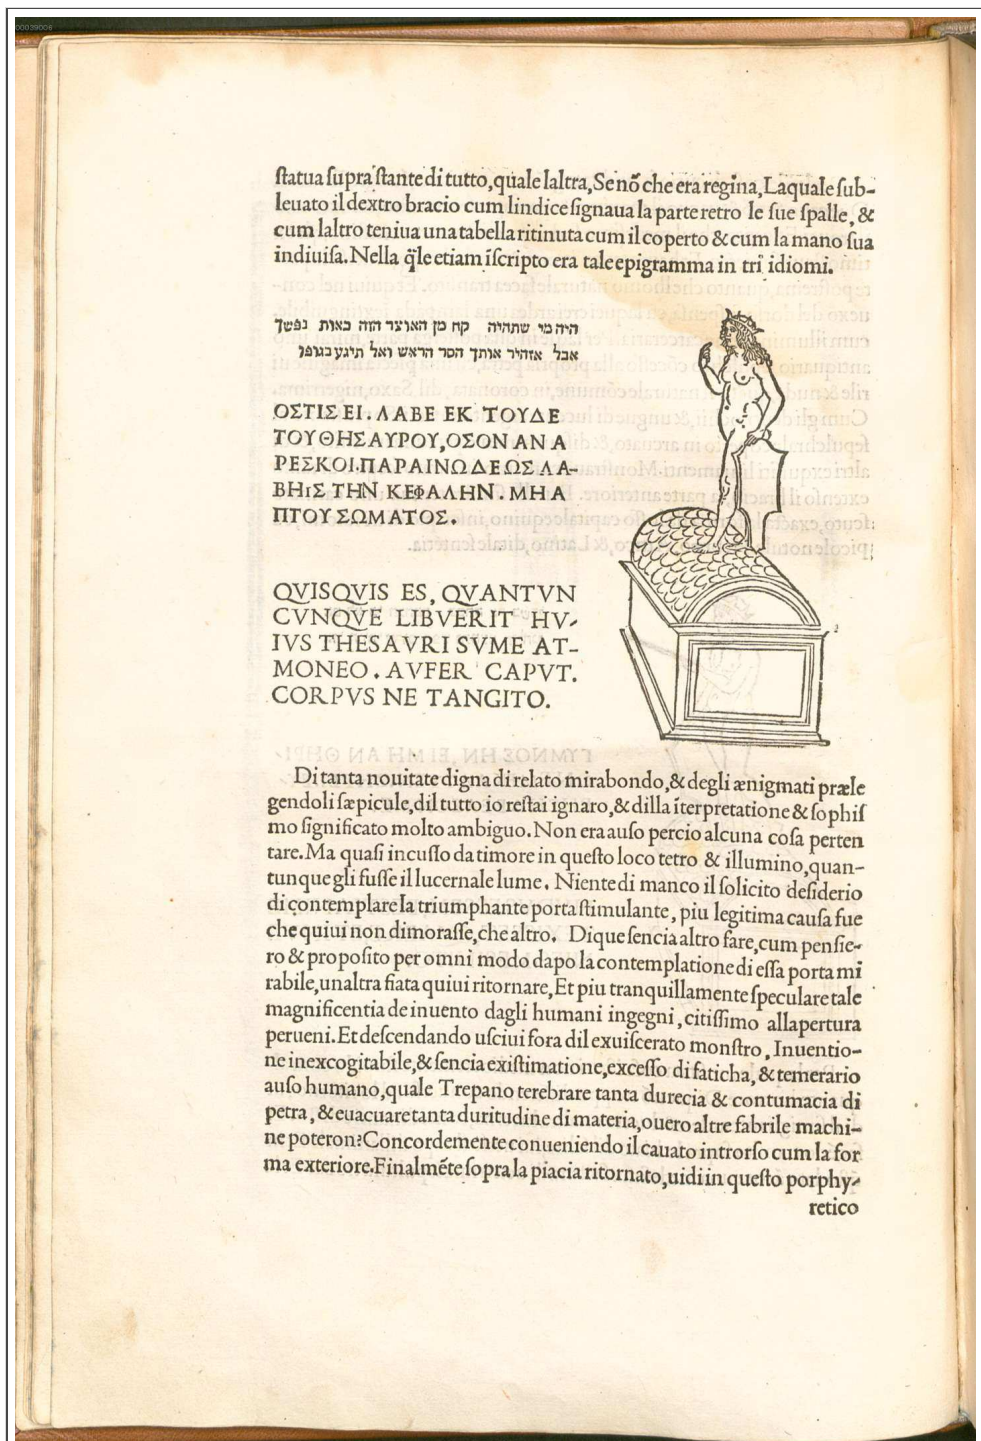 00039006
ſtatua ſupra ſtante di tutto, quale laltra, Se nõ che era regina, Laquale ſub-
leuato il dextro bracio cum lindice ſignaua la parte retro le ſue ſpalle, &
cum laltro teniua una tabella ritinuta cum il coperto & cum la mano ſua
indiuiſa. Nella q̃le etiam iſcripto era tale epigramma in tri idiomi.
היה מי שתהיה קח מן האוצר הזה כאות נפשך
אבל אזהיר אותך הסר הראש ואל תיגע בגופו
ΟΣΤΙΣ ΕΙ. ΛΑΒΕ ΕΚ ΤΟΥΔΕ
ΤΟΥ ΘΗΣΑΥΡΟΥ, ΟΣΟΝ ΑΝ Α
ΡΕΣΚΟΙ. ΠΑΡΑΙΝΩ ΔΕ ΩΣ ΛΑ-
ΒΗΙΣ ΤΗΝ ΚΕΦΑΛΗΝ. ΜΗ Α
ΠΤΟΥ ΣΩΜΑΤΟΣ.
QVISQVIS ES, QVANTVN
CVNQVE LIBVERIT HV-
IVS THESAVRI SVME AT-
MONEO. AVFER CAPVT.
CORPVS NE TANGITO.
Di tanta nouitate digna di relato mirabondo, & degli ænigmati præle
gendoli ſæpicule, dil tutto io reſtai ignaro, & dilla ĩterpretatione & ſophiſ
mo ſignificato molto ambiguo. Non era auſo percio alcuna coſa perten
tare. Ma quaſi incuſſo da timore in queſto loco tetro & illumino, quan-
tunque gli fuſſe il lucernale lume. Niente di manco il ſolicito deſiderio
di contemplare la triumphante porta ſtimulante, piu legitima cauſa fue
che quiui non dimoraſſe, che altro. Dique ſencia altro fare, cum penſie-
ro & propoſito per omni modo dapo la contemplatione di eſſa porta mi
rabile, unaltra fiata quiui ritornare, Et piu tranquillamente ſpeculare tale
magnificentia de inuento dagli humani ingegni, citiſſimo allapertura
perueni. Et deſcendando uſciui fora dil exuiſcerato monſtro, Inuentio-
ne inexcogitabile, & ſencia exiſtimatione, exceſſo di faticha, & temerario
auſo humano, quale Trepano terebrare tanta durecia & contumacia di
petra, & euacuare tanta duritudine di materia, ouero altre fabrile machi-
ne poteron? Concordemente conueniendo il cauato introrſo cum la for
ma exteriore. Finalmẽte ſopra la piacia ritornato, uidi in queſto porphy-
retico